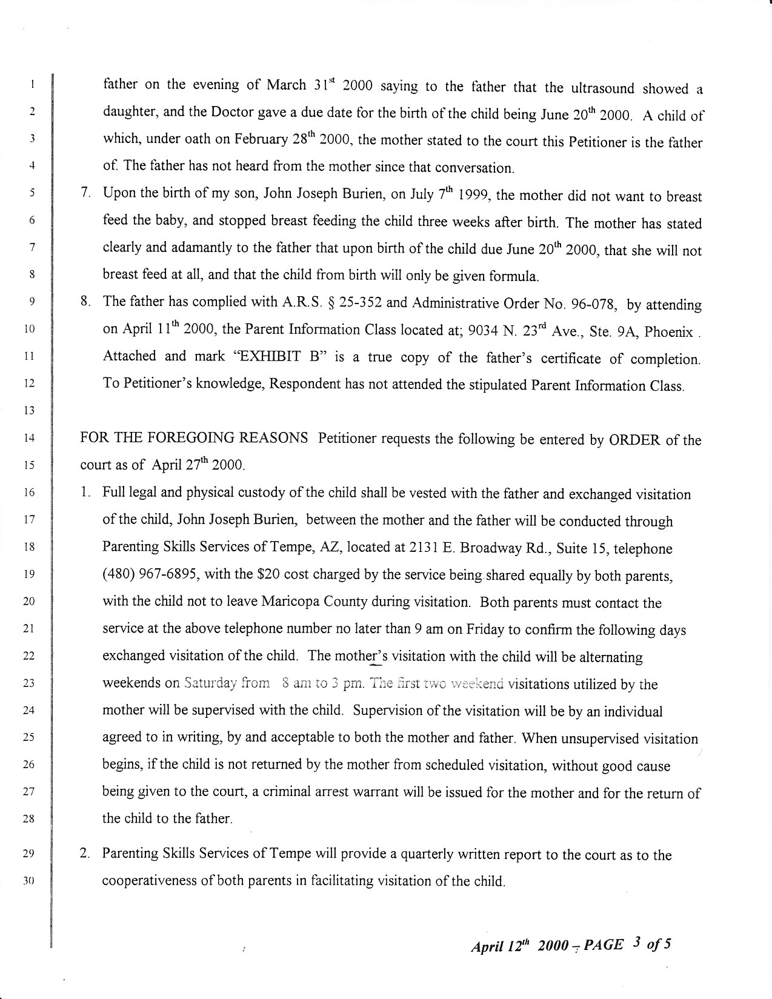 1 father on the evening of March 31st 2000 saying to the father that the ultrasound showed a
2 daughter, and the Doctor gave a due date for the birth of the child being June 20th 2000. A child of
3 which, under oath on February 28th 2000, the mother stated to the court this Petitioner is the father
4 of. The father has not heard from the mother since that conversation.
5 7. Upon the birth of my son, John Joseph Burien, on July 7th 1999, the mother did not want to breast
6 feed the baby, and stopped breast feeding the child three weeks after birth. The mother has stated
7 clearly and adamantly to the father that upon birth of the child due June 20th 2000, that she will not
8 breast feed at all, and that the child from birth will only be given formula.
9 8. The father has complied with A.R.S. § 25-352 and Administrative Order No. 96-078, by attending
10 on April 11th 2000, the Parent Information Class located at; 9034 N. 23rd Ave., Ste. 9A, Phoenix .
11 Attached and mark “EXHIBIT B” is a true copy of the father’s certificate of completion.
12 To Petitioner’s knowledge, Respondent has not attended the stipulated Parent Information Class.
13
14 FOR THE FOREGOING REASONS Petitioner requests the following be entered by ORDER of the
15 court as of April 27th 2000.
16 1. Full legal and physical custody of the child shall be vested with the father and exchanged visitation
17 of the child, John Joseph Burien, between the mother and the father will be conducted through
18 Parenting Skills Services of Tempe, AZ, located at 2131 E. Broadway Rd., Suite 15, telephone
19 (480) 967-6895, with the $20 cost charged by the service being shared equally by both parents,
20 with the child not to leave Maricopa County during visitation. Both parents must contact the
21 service at the above telephone number no later than 9 am on Friday to confirm the following days
22 exchanged visitation of the child. The mother’s visitation with the child will be alternating
23 weekends on Saturday from 8 am to 3 pm. The first two weekend visitations utilized by the
24 mother will be supervised with the child. Supervision of the visitation will be by an individual
25 agreed to in writing, by and acceptable to both the mother and father. When unsupervised visitation
26 begins, if the child is not returned by the mother from scheduled visitation, without good cause
27 being given to the court, a criminal arrest warrant will be issued for the mother and for the return of
28 the child to the father.
29 2. Parenting Skills Services of Tempe will provide a quarterly written report to the court as to the
30 cooperativeness of both parents in facilitating visitation of the child.
April 12th 2000 - PAGE 3 of 5